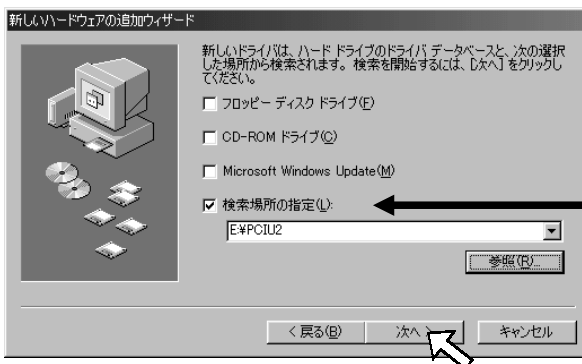 新しいハードウェアの追加ウィザード
新しいドライバは、ハード ドライブのドライバ データベースと、次の選択
した場所から検索されます。検索を開始するには、[次へ] をクリックし
てください。
フロッピー ディスク ドライブ(F)
CD-ROM ドライブ(C)
Microsoft Windows Update(M)
検索場所の指定(L):
E:¥PCIU2
参照(R)...
< 戻る(B)
次へ >
キャンセル